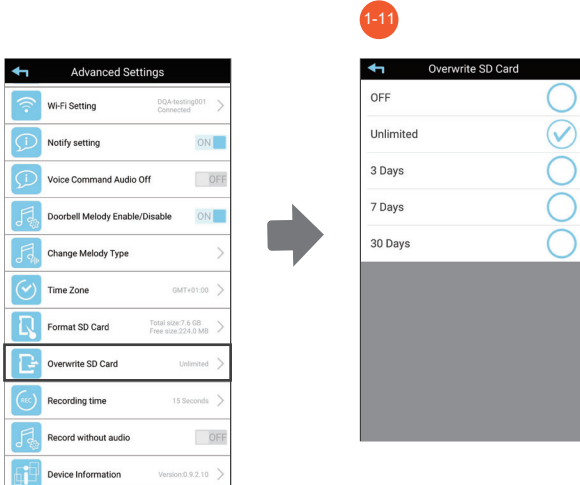 1-11
Advanced Settings
Wi-Fi Setting
DQA-testing001
Connected
Notify setting
ON
Voice Command Audio Off
OFF
Doorbell Melody Enable/Disable
ON
Change Melody Type
Time Zone
GMT+01:00
Format SD Card
Total size:7.6 GB
Free size:224.0 MB
Overwrite SD Card
Unlimited
REC
Recording time
15 Seconds
Record without audio
OFF
Device Information
Version:0.9.2.10
Overwrite SD Card
OFF
Unlimited
3 Days
7 Days
30 Days